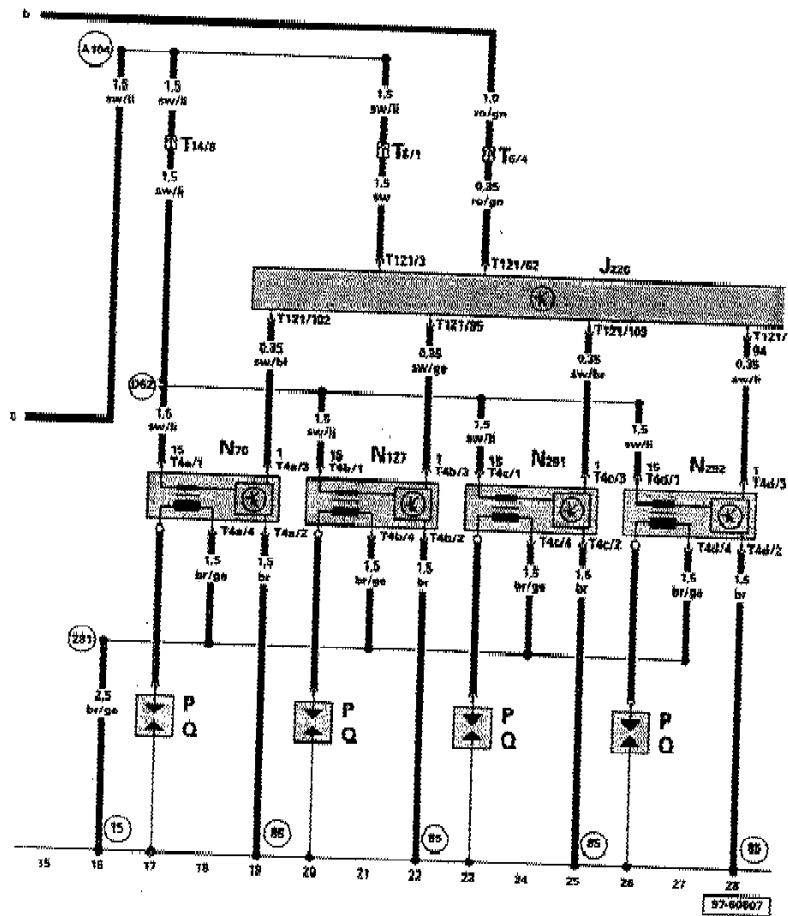 b
A104
1,5 sw/li
1,5 sw/li
1,5 sw/li
1,0 ro/gn
T14/8
T6/1
T6/4
1,5 sw/li
1,5 sw
0,35 ro/gn
T121/3
T121/62
J220
T121/102
T121/95
T121/103
T121/94
0,35 sw/bl
0,35 sw/ge
0,35 sw/br
0,35 sw/li
D62
1,5 sw/li
1,5 sw/li
1,5 sw/li
1,5 sw/li
15 T4a/1
N70
1 T4a/3
15 T4b/1
N127
1 T4b/3
15 T4c/1
N291
1 T4c/3
15 T4d/1
N292
1 T4d/3
T4a/4
T4a/2
T4b/4
T4b/2
T4c/4
T4c/2
T4d/4
T4d/2
1,5 br/ge
1,5 br
1,5 br/ge
1,5 br
1,5 br/ge
1,5 br
1,5 br/ge
1,5 br
281
2,5 br/ge
P
Q
P
Q
P
Q
P
Q
15
85
85
85
15 16 17 18 19 20 21 22 23 24 25 26 27 28